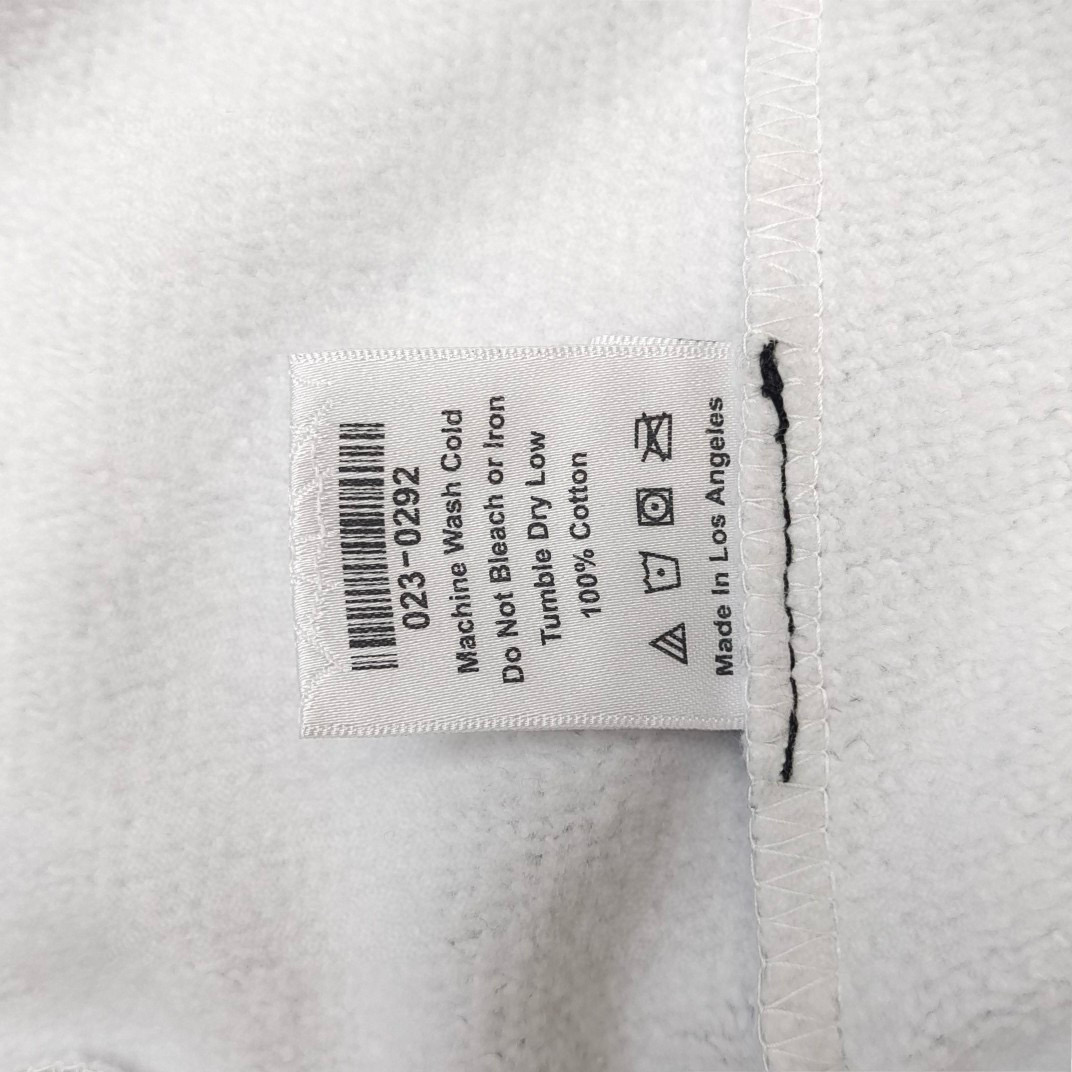 023-0292
Machine Wash Cold
Do Not Bleach or Iron
Tumble Dry Low
100% Cotton
Made In Los Angeles